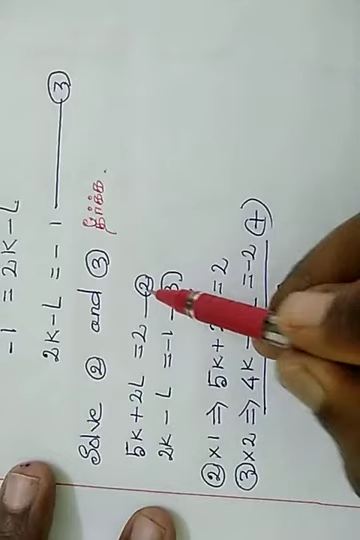 -1 = 2K - L
2K - L = -1 ——— ③
Solve ② and ③ தீர்க்க.
5K + 2L = 2 — ②
2K - L = -1 — ③
② × 1 ⇒ 5K + 2 = 2
③ × 2 ⇒ 4K - = -2 (+)